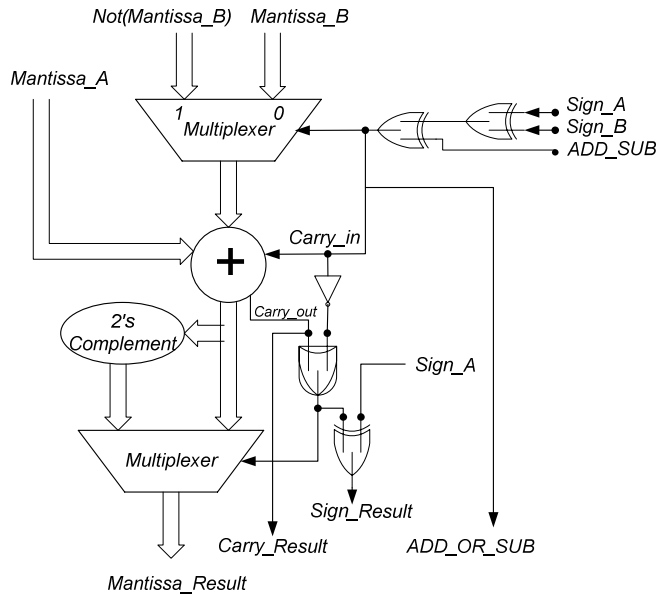 Not(Mantissa_B)
Mantissa_B
Mantissa_A
1
0
Multiplexer
Sign_A
Sign_B
ADD_SUB
Carry_in
+
Carry_out
2's
Complement
Sign_A
Multiplexer
Sign_Result
Carry_Result
ADD_OR_SUB
Mantissa_Result